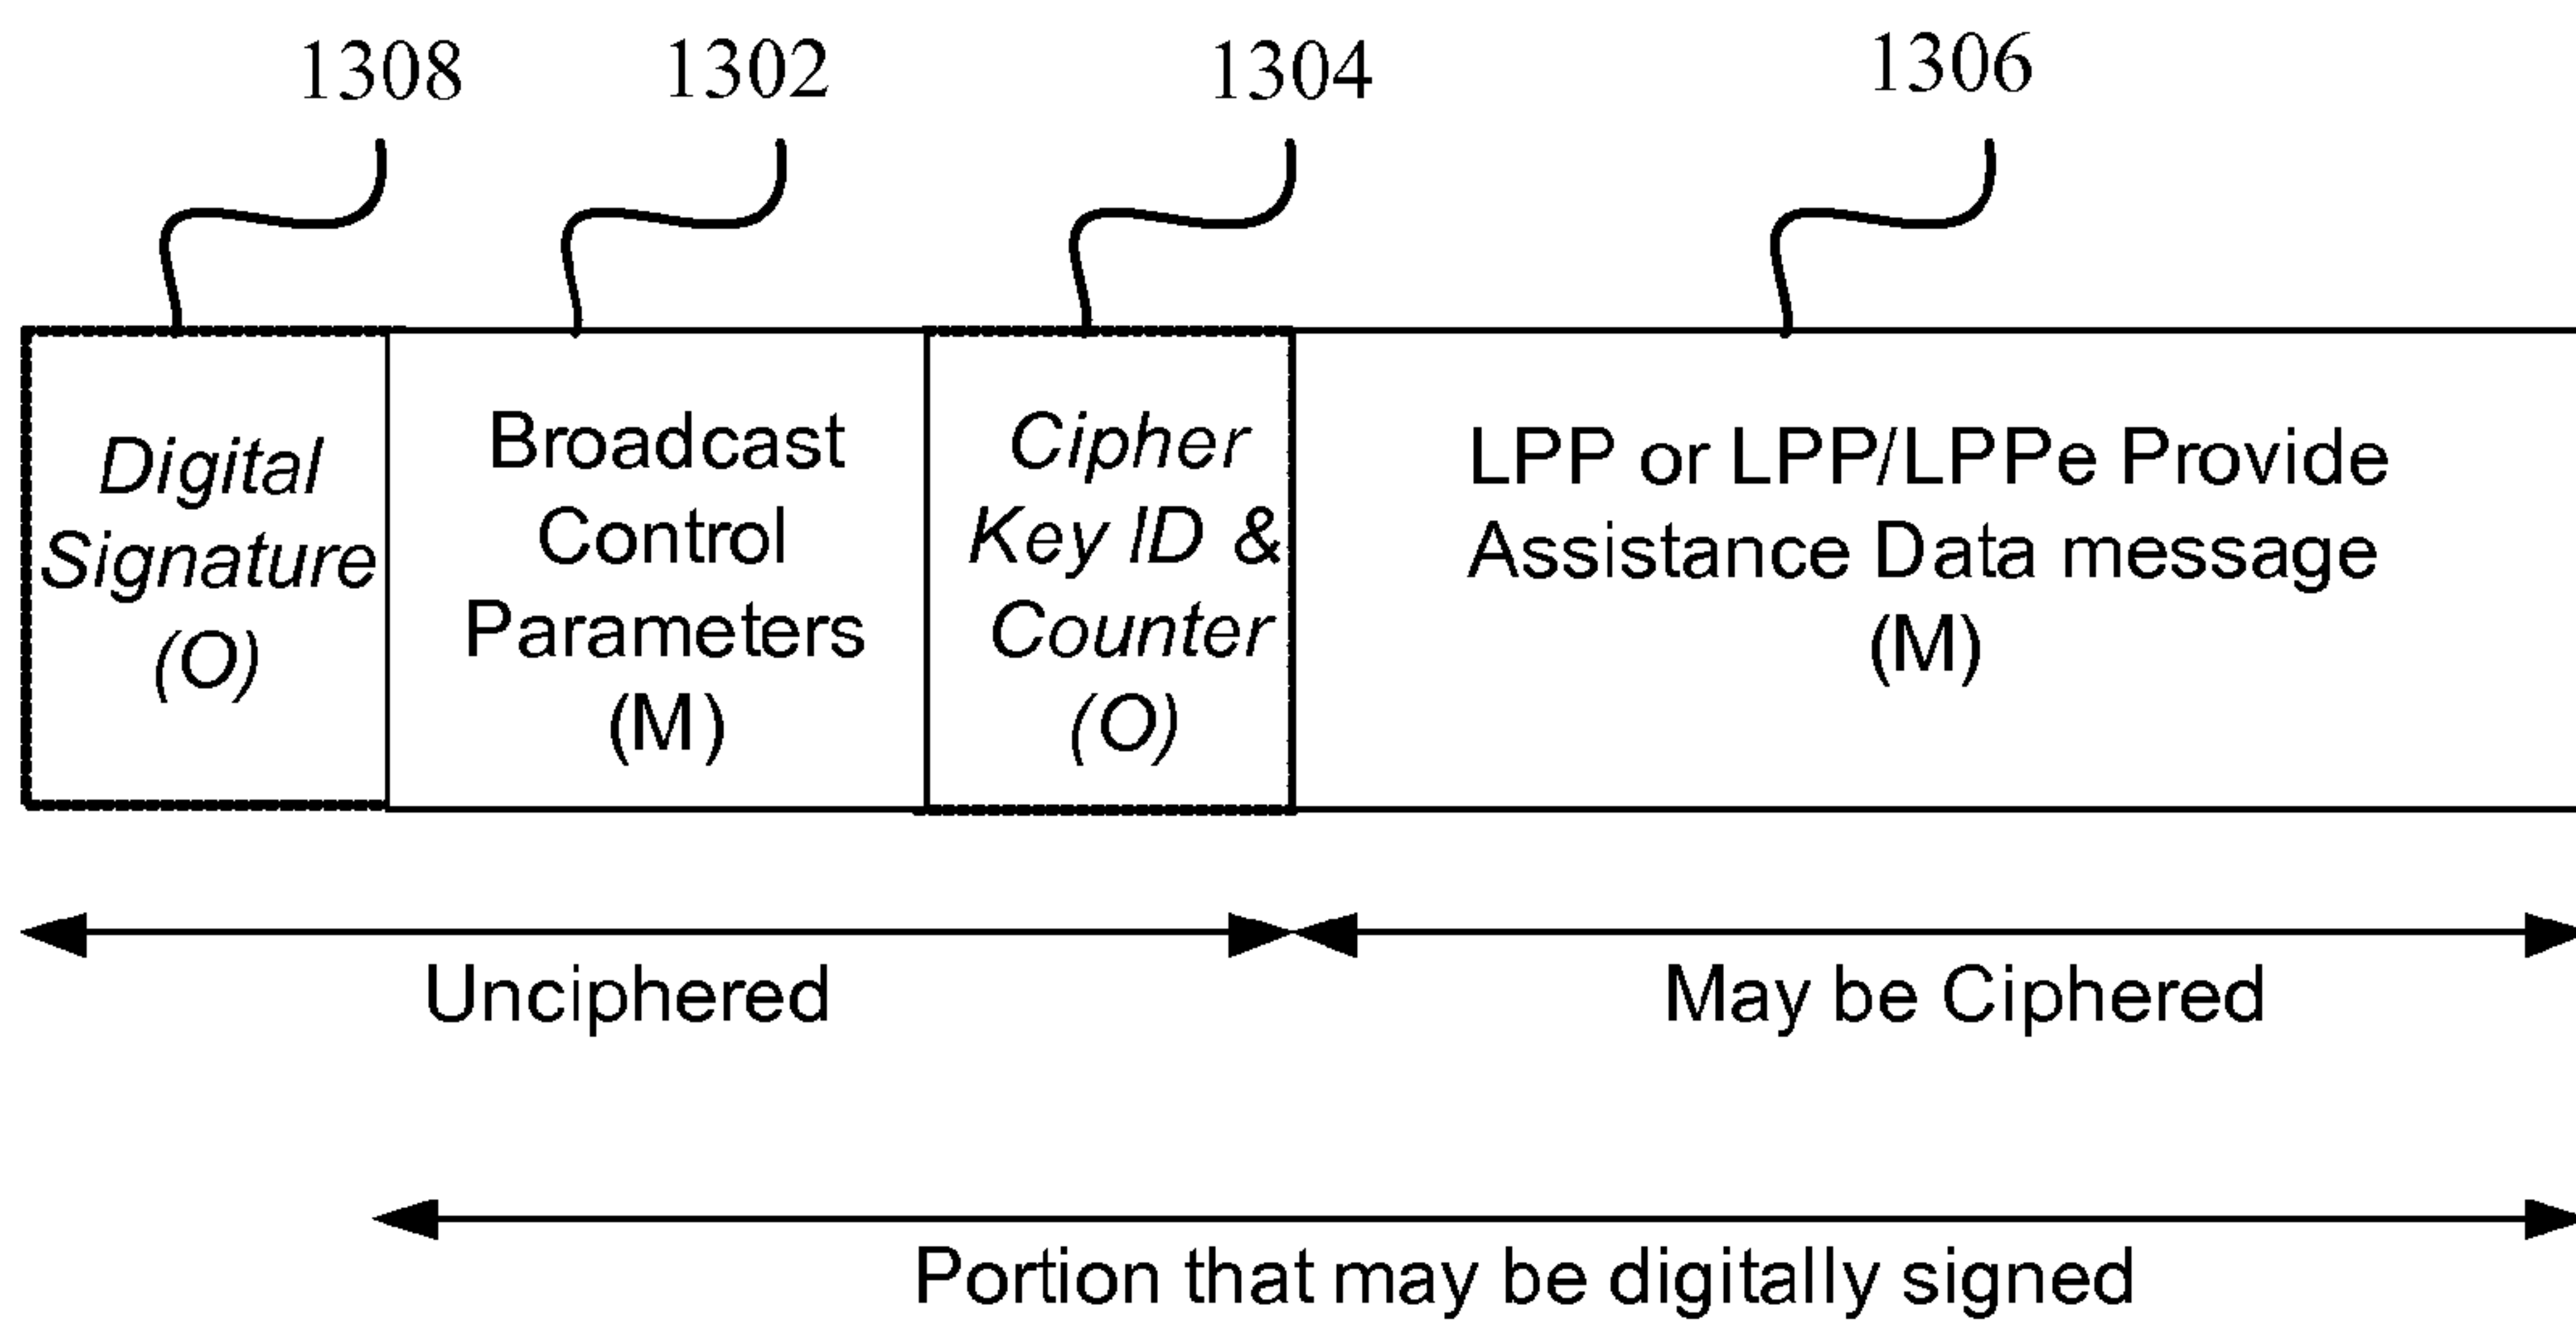 1308
1302
1304
1306
Digital
Signature
(O)
Broadcast
Control
Parameters
(M)
Cipher
Key ID &
Counter
(O)
LPP or LPP/LPPe Provide
Assistance Data message
(M)
Unciphered
May be Ciphered
Portion that may be digitally signed